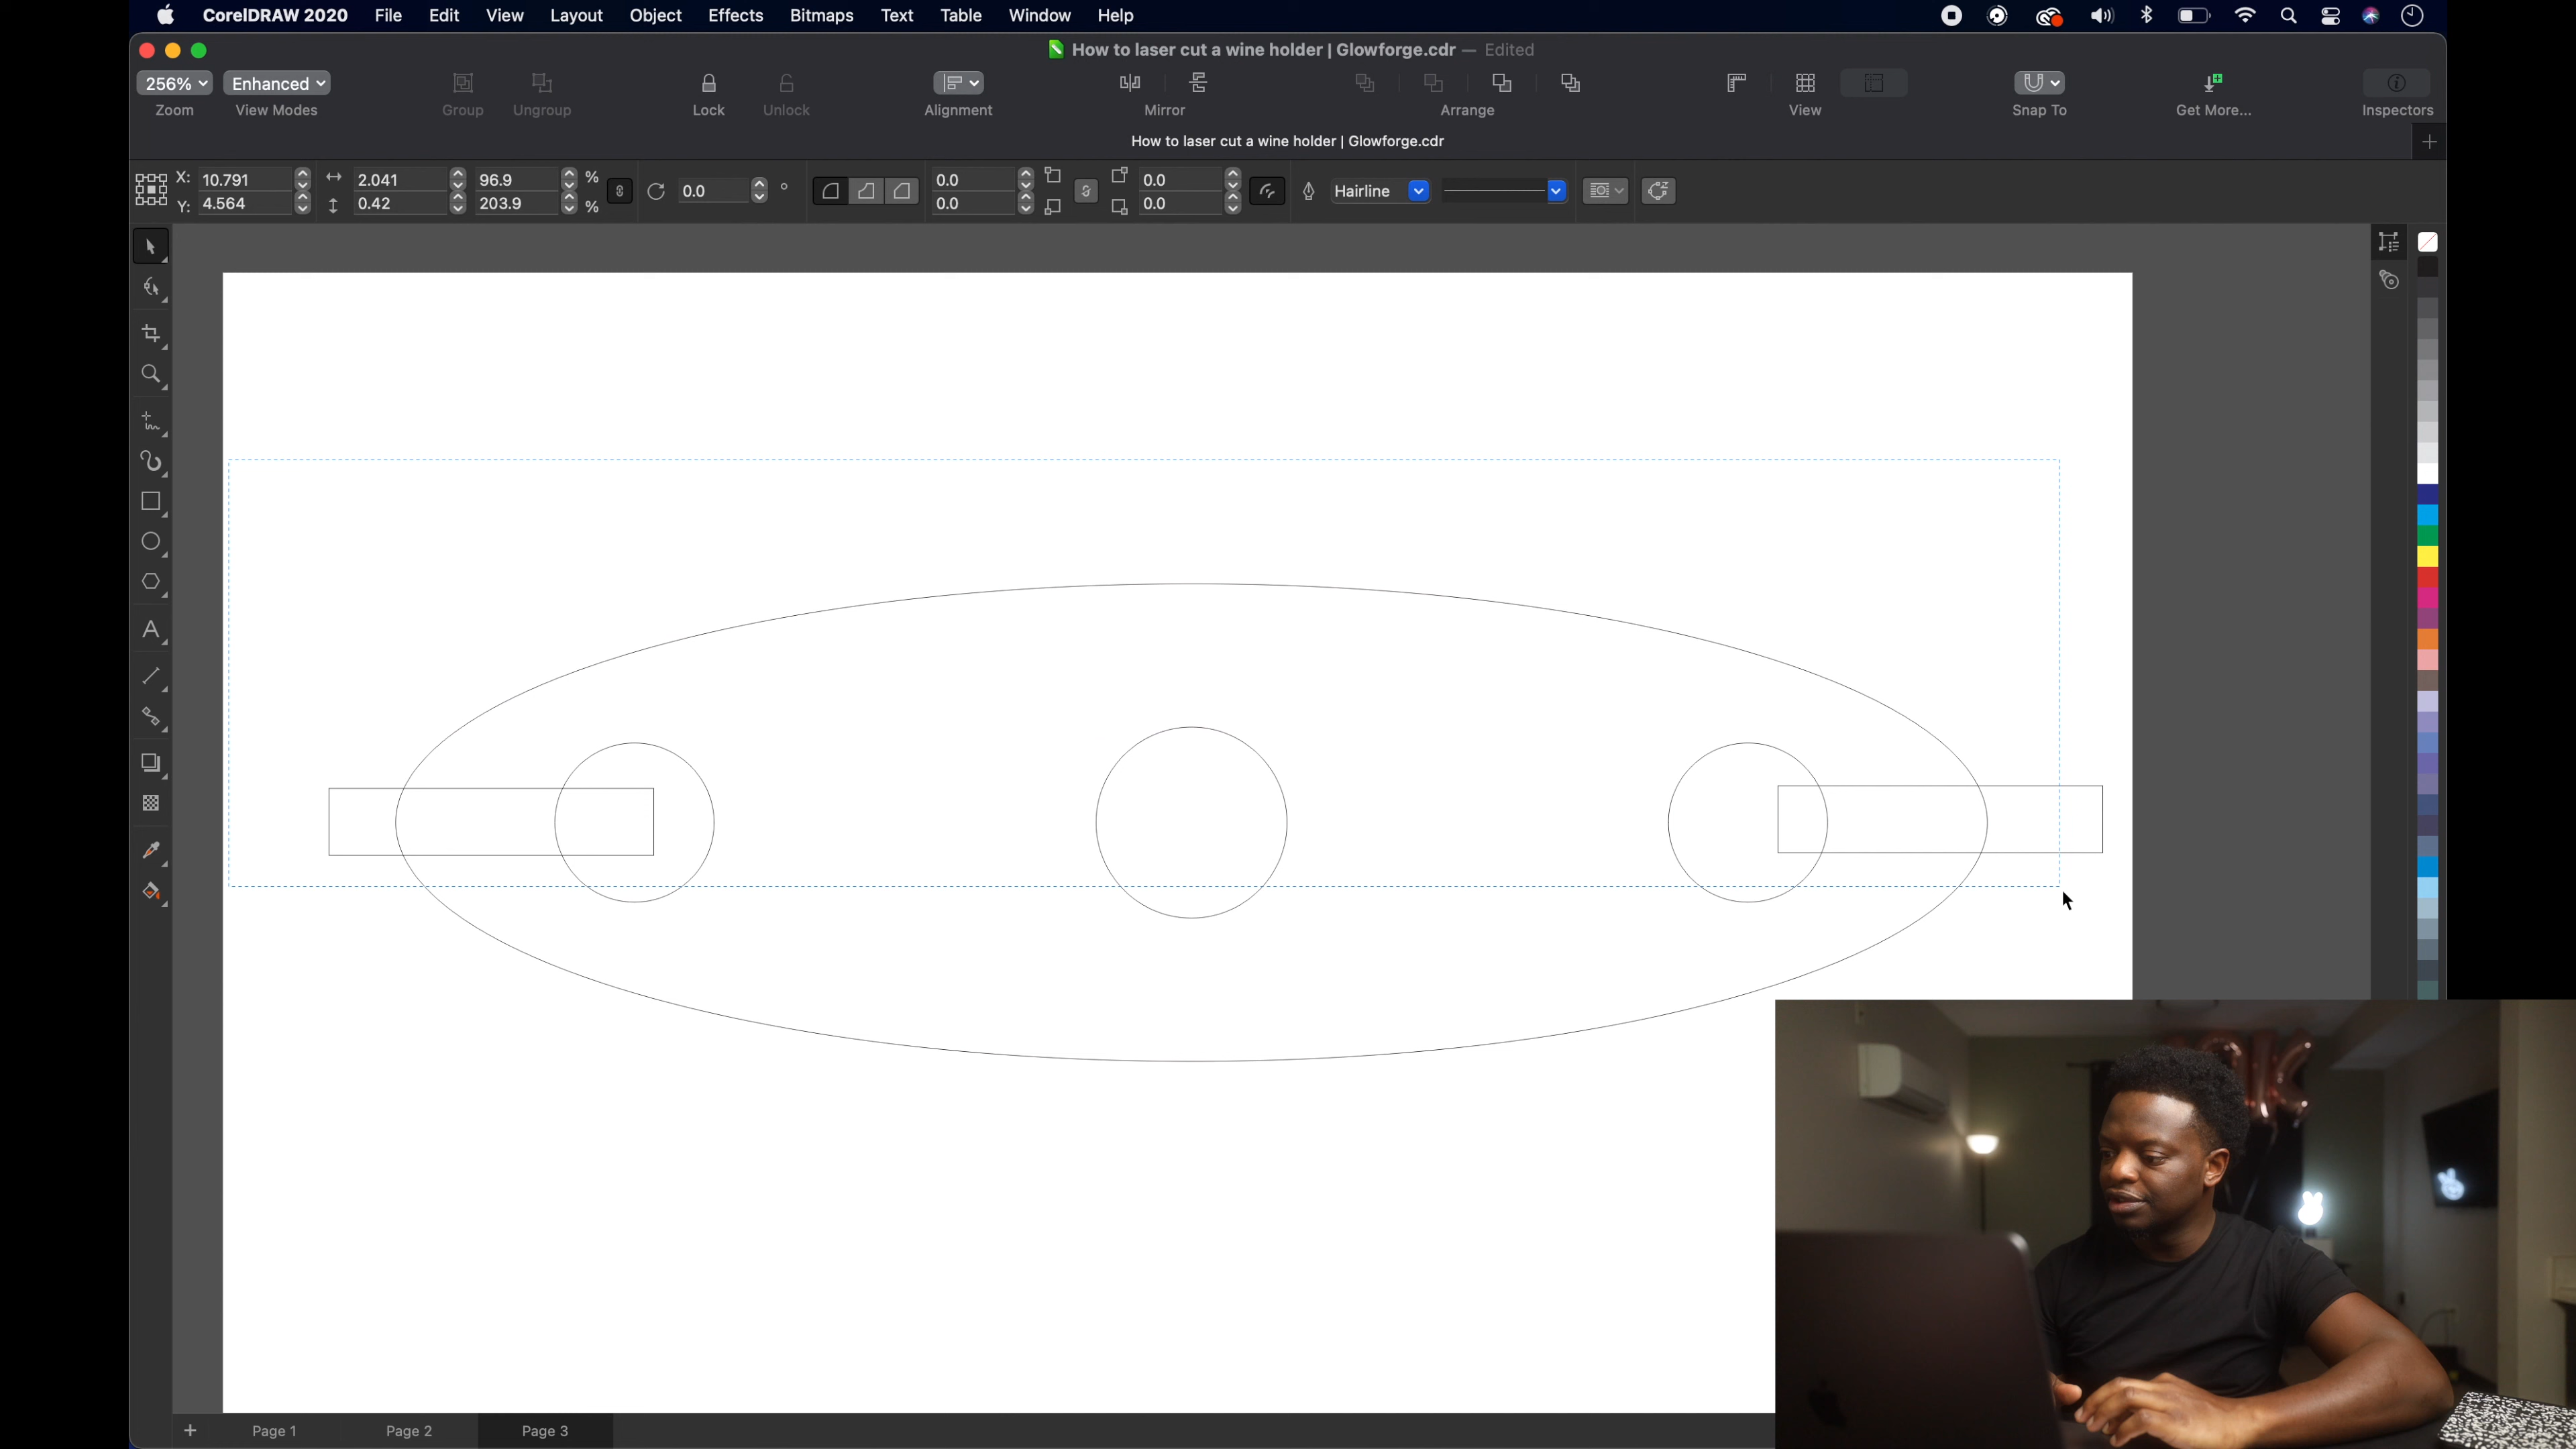 CorelDRAW 2020 File Edit View Layout Object Effects Bitmaps Text Table Window Help
How to laser cut a wine holder | Glowforge.cdr — Edited
256% Enhanced
Zoom View Modes Group Ungroup Lock Unlock Alignment Mirror Arrange View Snap To Get More... Inspectors
How to laser cut a wine holder | Glowforge.cdr
X: 10.791 2.041 96.9 % 0.0 ° 0.0 0.0 Hairline
Y: 4.564 0.42 203.9 % 0.0 0.0
Page 1 Page 2 Page 3